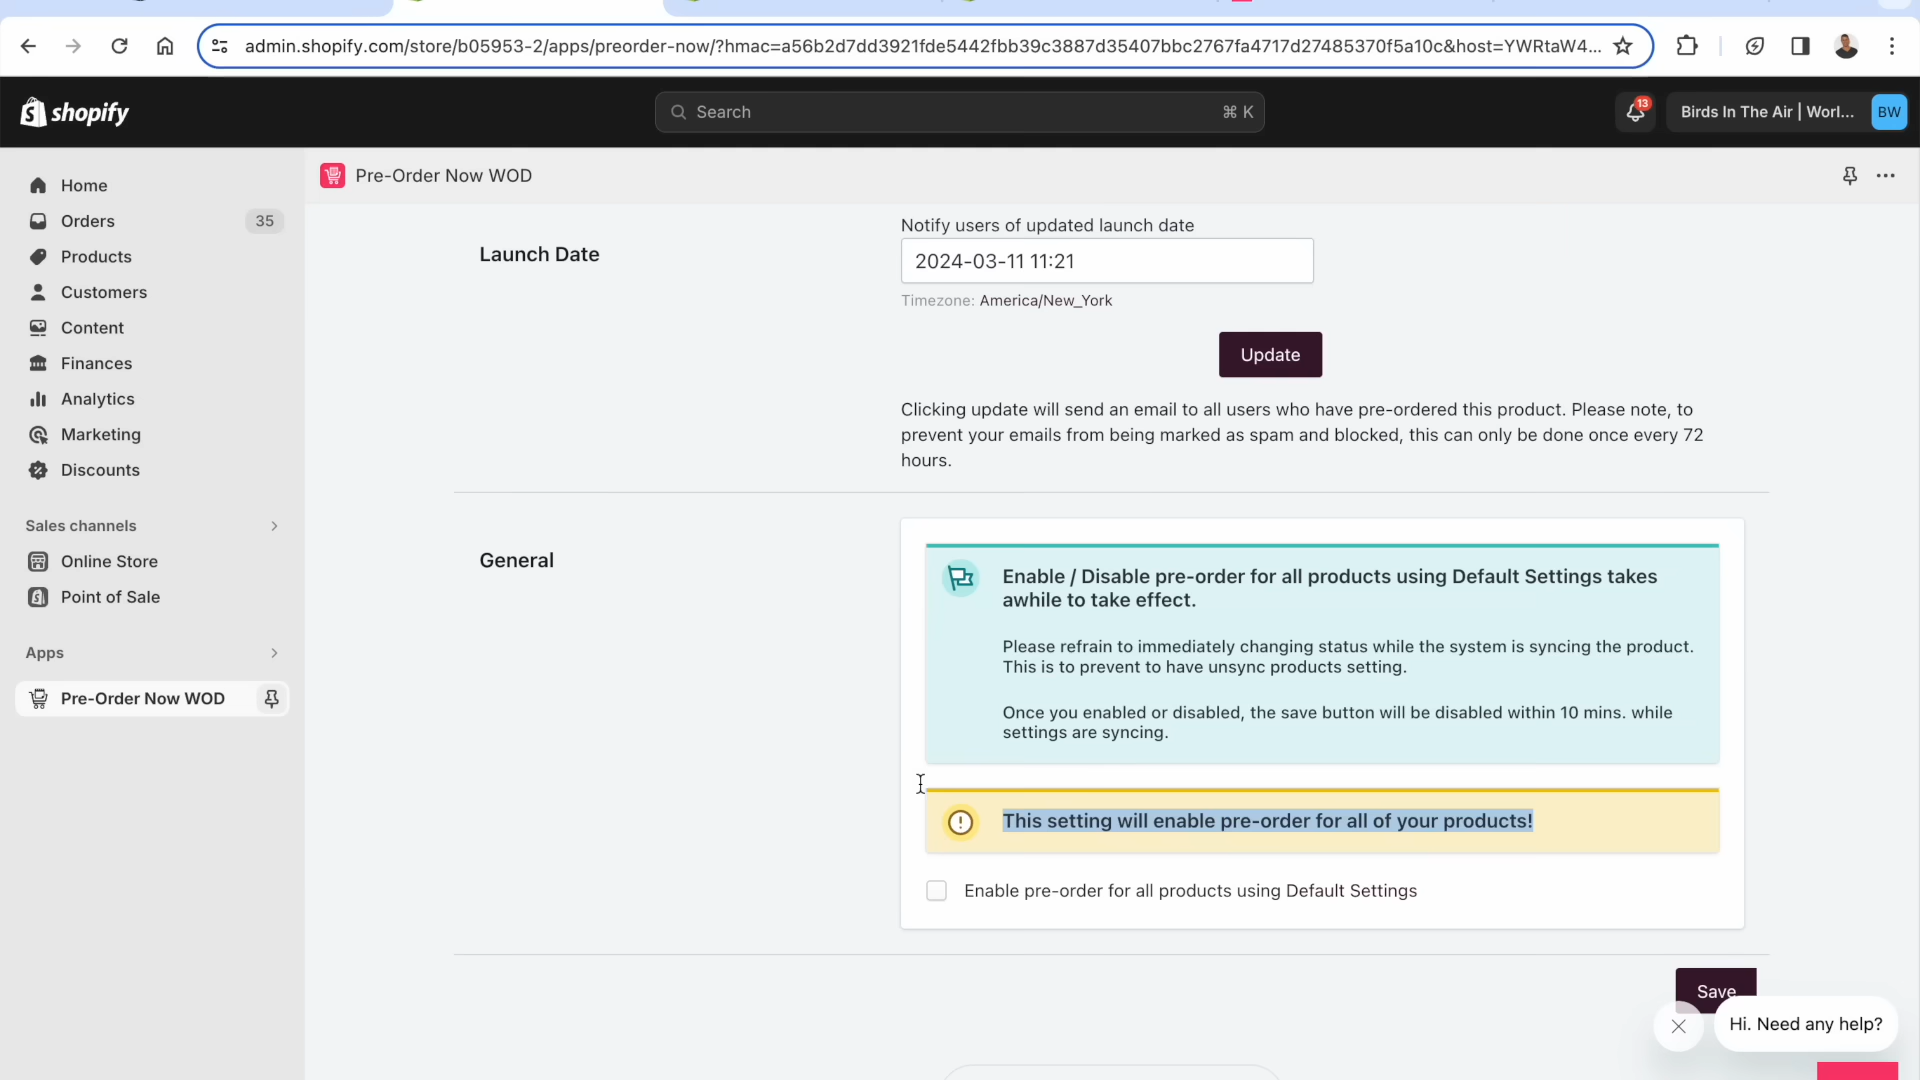 admin.shopify.com/store/b05953-2/apps/preorder-now/?hmac=a56b2d7dd3921fde5442fbb39c3887d35407bbc2767fa4717d27485370f5a10c&host=YWRtaW4...
shopify
Search
⌘ K
13
Birds In The Air | Worl...
BW
Home
Orders
35
Products
Customers
Content
Finances
Analytics
Marketing
Discounts
Sales channels
Online Store
Point of Sale
Apps
Pre-Order Now WOD
Pre-Order Now WOD
Launch Date
Notify users of updated launch date
2024-03-11 11:21
Timezone: America/New_York
Update
Clicking update will send an email to all users who have pre-ordered this product. Please note, to
prevent your emails from being marked as spam and blocked, this can only be done once every 72
hours.
General
Enable / Disable pre-order for all products using Default Settings takes
awhile to take effect.
Please refrain to immediately changing status while the system is syncing the product.
This is to prevent to have unsync products setting.
Once you enabled or disabled, the save button will be disabled within 10 mins. while
settings are syncing.
This setting will enable pre-order for all of your products!
Enable pre-order for all products using Default Settings
Save
Hi. Need any help?